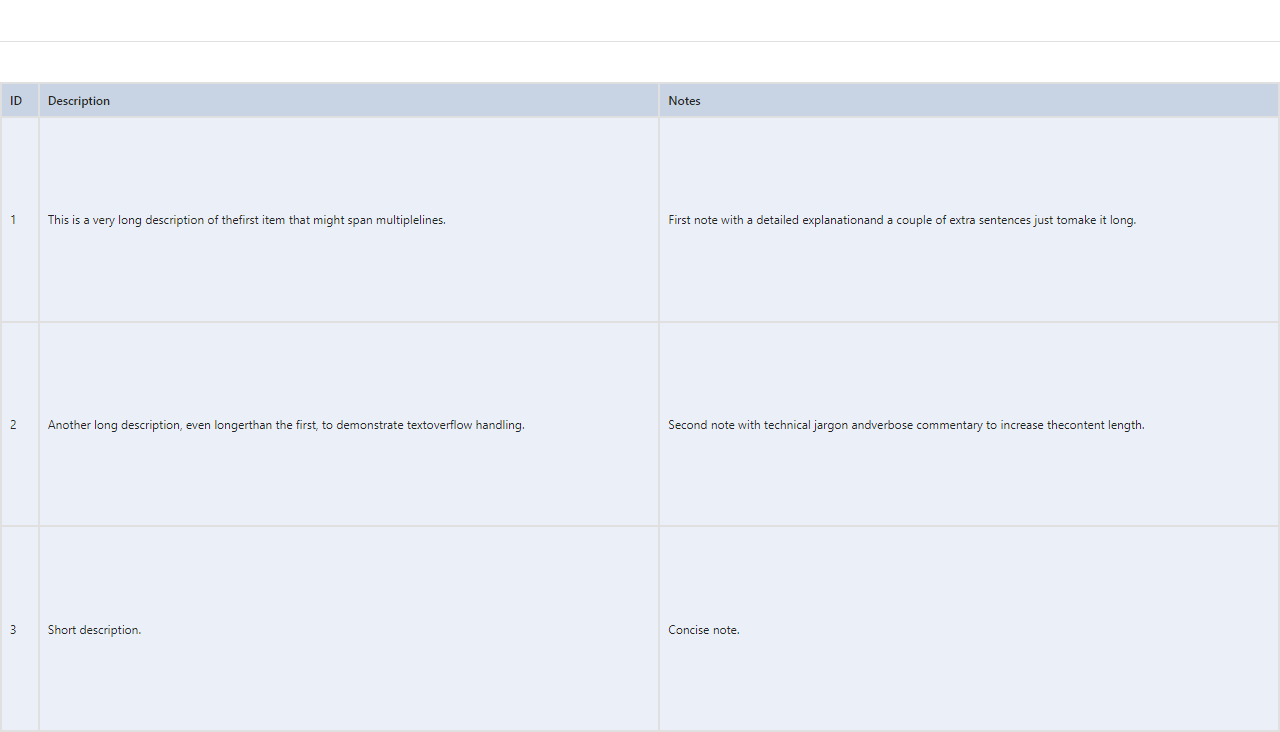 ID Description Notes
1 This is a very long description of thefirst item that might span multiplelines. First note with a detailed explanationand a couple of extra sentences just tomake it long.
2 Another long description, even longerthan the first, to demonstrate textoverflow handling. Second note with technical jargon andverbose commentary to increase thecontent length.
3 Short description. Concise note.